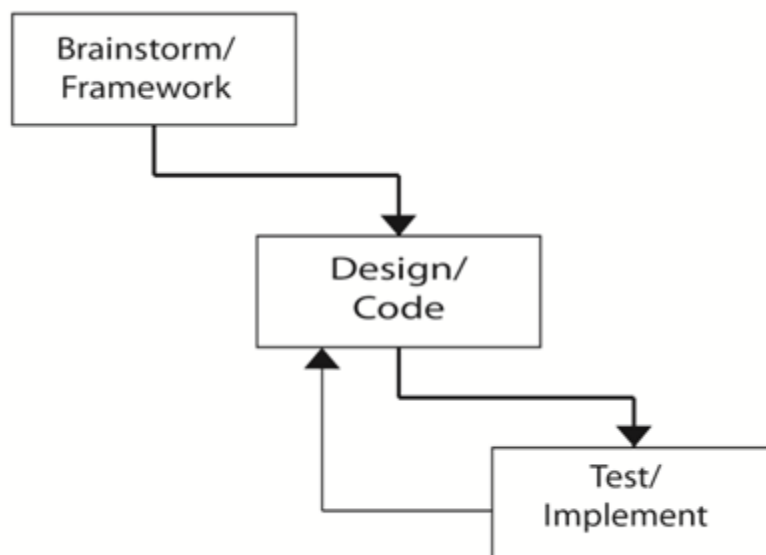 Brainstorm/
Framework
Design/
Code
Test/
Implement